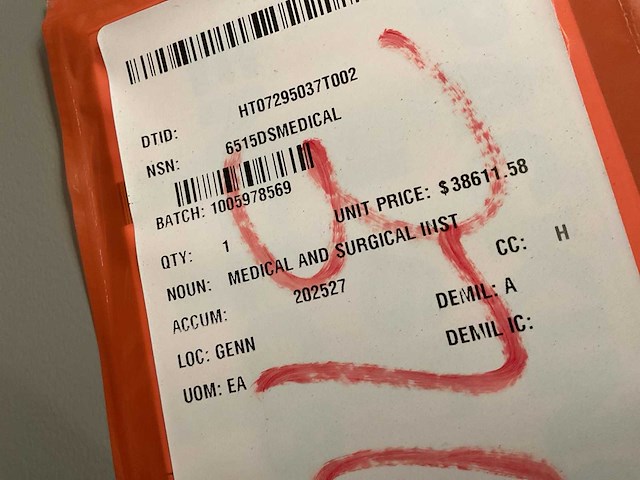 DTID: HT07295037T002
NSN: 6515DSMEDICAL
BATCH: 1005978569
QTY: 1 UNIT PRICE: $38611.58
NOUN: MEDICAL AND SURGICAL INST
ACCUM: 202527 CC: H
LOC: GENN DEMIL: A
UOM: EA DEMIL IC: